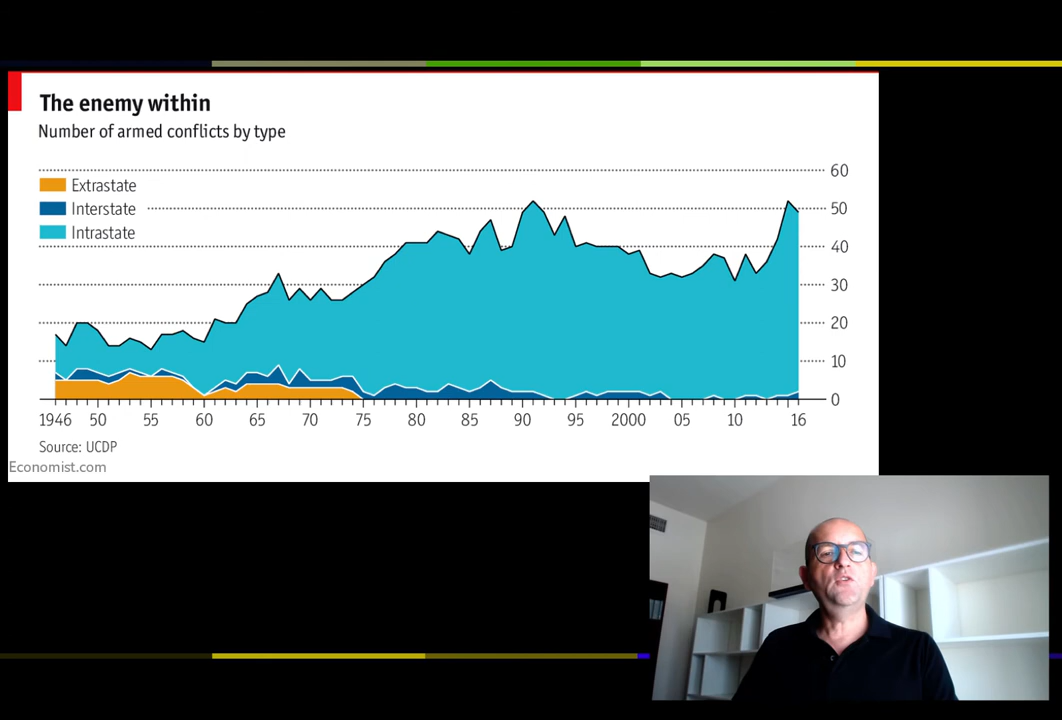 The enemy within
Number of armed conflicts by type
60
Extrastate
Interstate
50
Intrastate
40
30
20
10
0
1946 50 55 60 65 70 75 80 85 90 95 2000 05 10 16
Source: UCDP
Economist.com